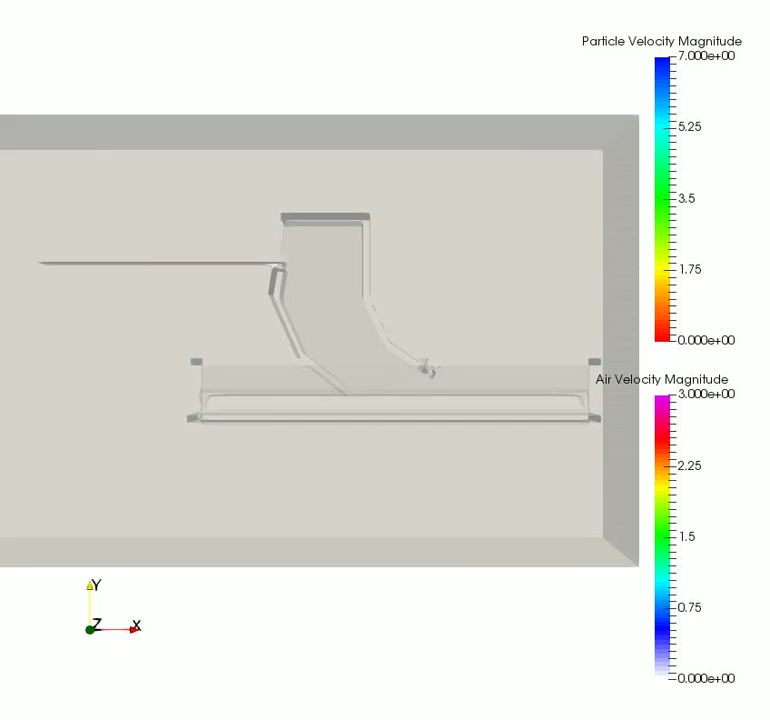 Particle Velocity Magnitude
7.000e+00
5.25
3.5
1.75
0.000e+00
Air Velocity Magnitude
3.000e+00
2.25
1.5
0.75
0.000e+00
Y
Z
X